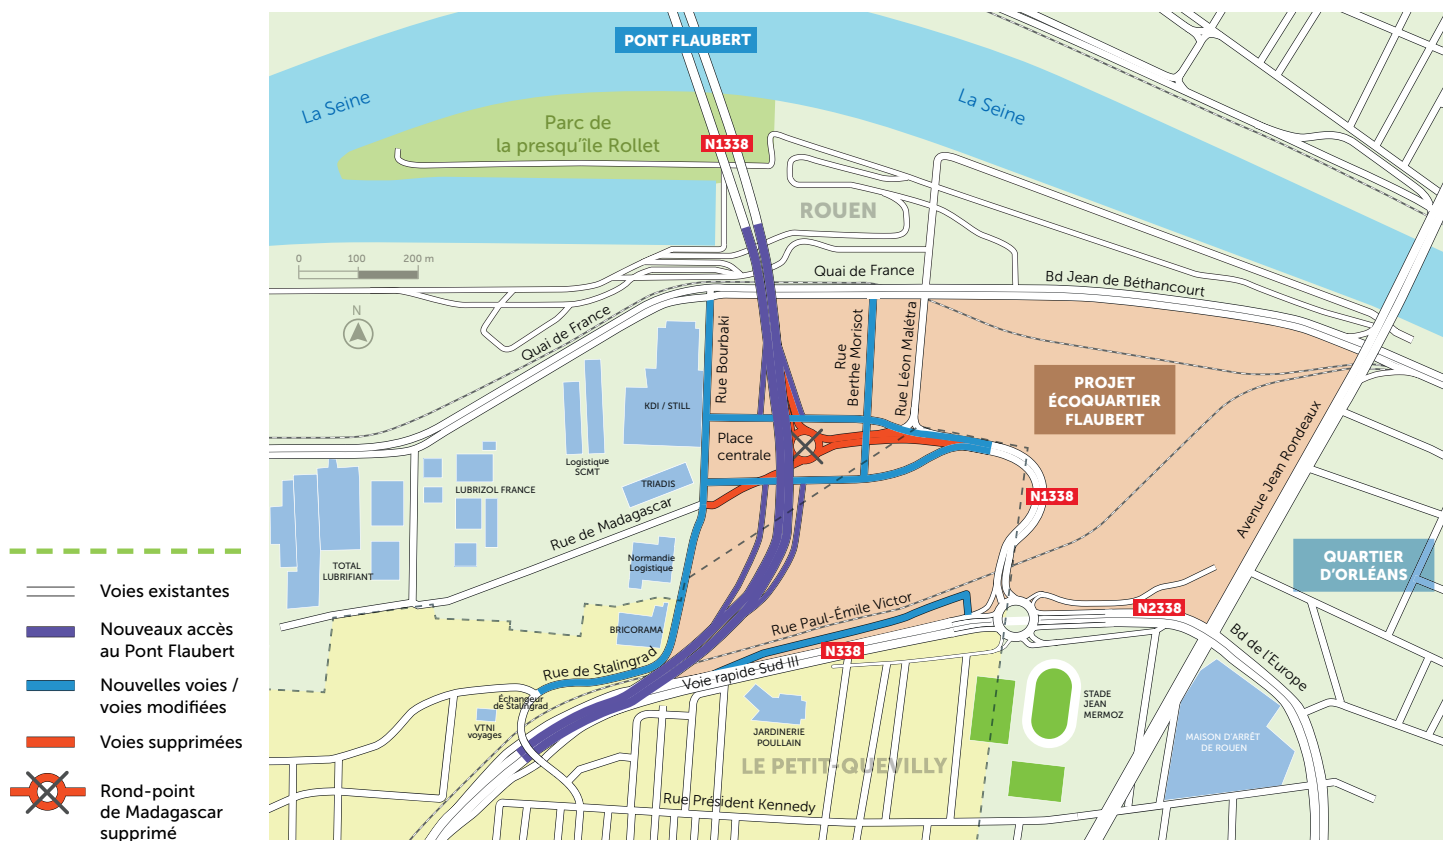 PONT FLAUBERT
La Seine
La Seine
Parc de
la presqu'île Rollet
N1338
ROUEN
0 100 200 m
N
Quai de France
Bd Jean de Béthancourt
Quai de France
Rue Bourbaki
Rue
Berthe Morisot
Rue Léon Malétra
PROJET
ÉCOQUARTIER
FLAUBERT
KDI / STILL
Place
centrale
Logistique
SCMT
TRIADIS
LUBRIZOL FRANCE
Rue de Madagascar
N1338
Avenue Jean Rondeaux
TOTAL
LUBRIFIANT
Normandie
Logistique
QUARTIER
D'ORLÉANS
BRICORAMA
Rue Paul-Émile Victor
N2338
N338
Bd de l'Europe
Rue de Stalingrad
Voie rapide Sud III
Échangeur
de Stalingrad
VTNI
voyages
JARDINERIE
POULLAIN
STADE
JEAN
MERMOZ
MAISON D'ARRÊT
DE ROUEN
LE PETIT-QUEVILLY
Rue Président Kennedy
Voies existantes
Nouveaux accès
au Pont Flaubert
Nouvelles voies /
voies modifiées
Voies supprimées
Rond-point
de Madagascar
supprimé